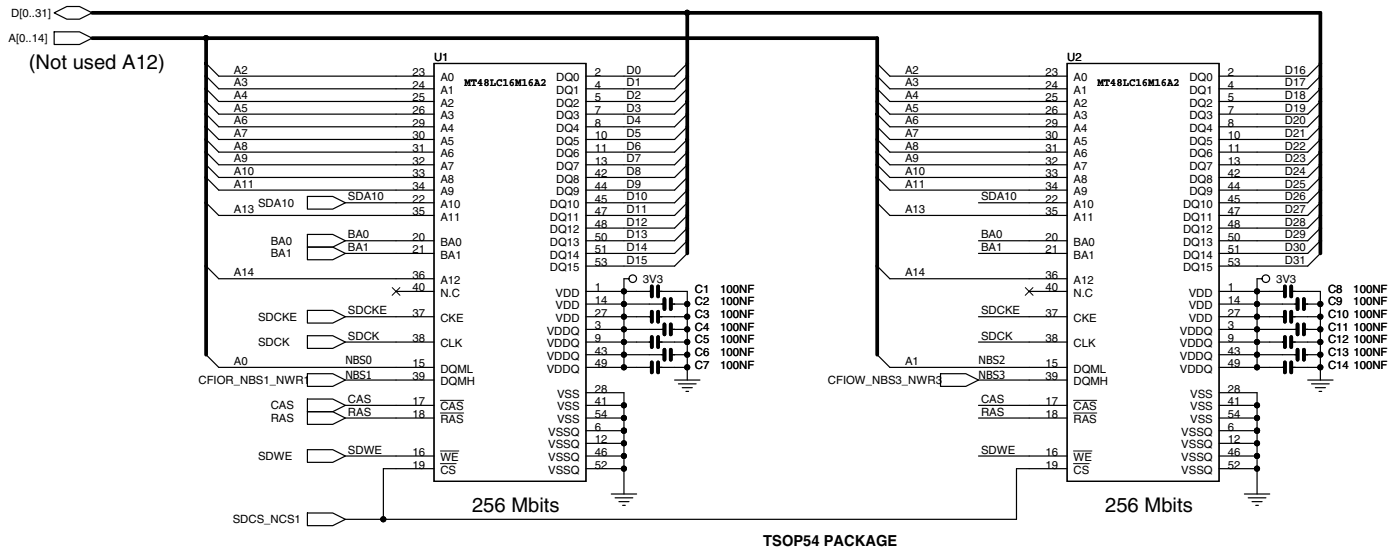 D[0..31]
A[0..14]
(Not used A12)
U1
MT48LC16M16A2
A2 23 A0 DQ0 2 D0
A3 24 A1 DQ1 4 D1
A4 25 A2 DQ2 5 D2
A5 26 A3 DQ3 7 D3
A6 29 A4 DQ4 8 D4
A7 30 A5 DQ5 10 D5
A8 31 A6 DQ6 11 D6
A9 32 A7 DQ7 13 D7
A10 33 A8 DQ8 42 D8
A11 34 A9 DQ9 44 D9
SDA10 SDA10 22 A10 DQ10 45 D10
A13 35 A11 DQ11 47 D11
DQ12 48 D12
BA0 BA0 20 BA0 DQ13 50 D13
BA1 BA1 21 BA1 DQ14 51 D14
DQ15 53 D15
A14 36 A12
40 N.C
3V3
VDD 1 C1 100NF
VDD 14 C2 100NF
SDCKE SDCKE 37 CKE VDD 27 C3 100NF
VDDQ 3 C4 100NF
SDCK SDCK 38 CLK VDDQ 9 C5 100NF
VDDQ 43 C6 100NF
A0 NBS0 15 DQML VDDQ 49 C7 100NF
CFIOR_NBS1_NWR1 NBS1 39 DQMH
VSS 28
CAS CAS 17 CAS VSS 41
RAS RAS 18 RAS VSS 54
VSSQ 6
VSSQ 12
SDWE SDWE 16 WE VSSQ 46
19 CS VSSQ 52
256 Mbits
SDCS_NCS1
U2
MT48LC16M16A2
A2 23 A0 DQ0 2 D16
A3 24 A1 DQ1 4 D17
A4 25 A2 DQ2 5 D18
A5 26 A3 DQ3 7 D19
A6 29 A4 DQ4 8 D20
A7 30 A5 DQ5 10 D21
A8 31 A6 DQ6 11 D22
A9 32 A7 DQ7 13 D23
A10 33 A8 DQ8 42 D24
A11 34 A9 DQ9 44 D25
SDA10 22 A10 DQ10 45 D26
A13 35 A11 DQ11 47 D27
DQ12 48 D28
BA0 20 BA0 DQ13 50 D29
BA1 21 BA1 DQ14 51 D30
DQ15 53 D31
A14 36 A12
40 N.C
3V3
VDD 1 C8 100NF
VDD 14 C9 100NF
SDCKE 37 CKE VDD 27 C10 100NF
VDDQ 3 C11 100NF
SDCK 38 CLK VDDQ 9 C12 100NF
VDDQ 43 C13 100NF
A1 NBS2 15 DQML VDDQ 49 C14 100NF
CFIOW_NBS3_NWR3 NBS3 39 DQMH
VSS 28
CAS 17 CAS VSS 41
RAS 18 RAS VSS 54
VSSQ 6
VSSQ 12
SDWE 16 WE VSSQ 46
19 CS VSSQ 52
256 Mbits
TSOP54 PACKAGE